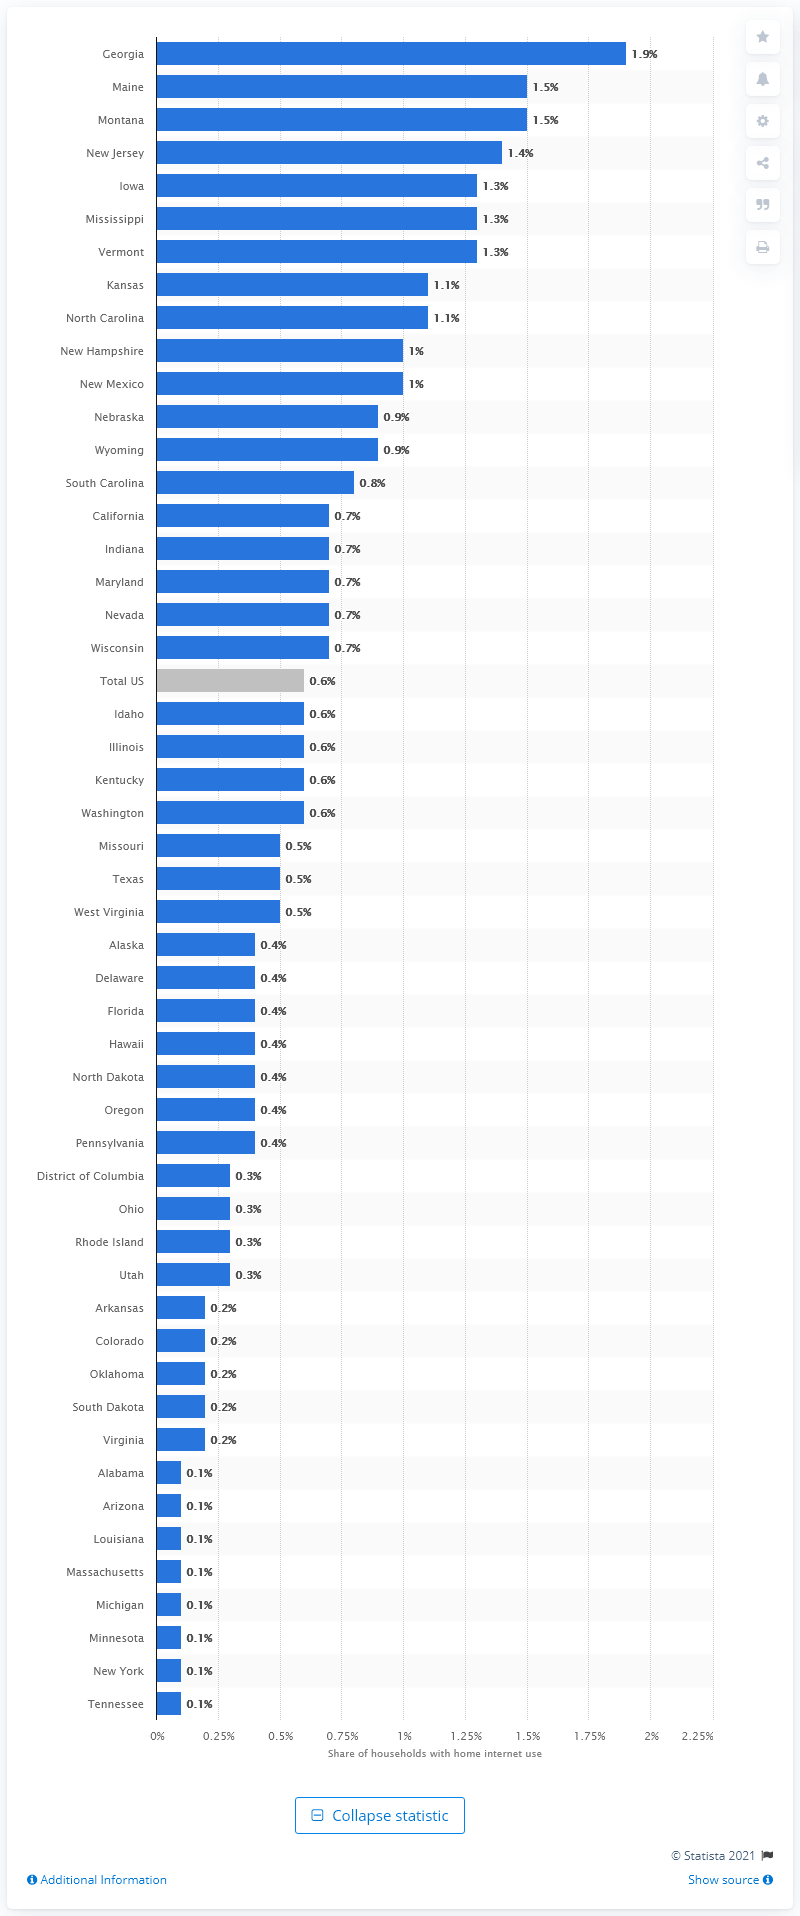 Georgia 1.9%
Maine 1.5%
Montana 1.5%
New Jersey 1.4%
Iowa 1.3%
Mississippi 1.3%
Vermont 1.3%
Kansas 1.1%
North Carolina 1.1%
New Hampshire 1%
New Mexico 1%
Nebraska 0.9%
Wyoming 0.9%
South Carolina 0.8%
California 0.7%
Indiana 0.7%
Maryland 0.7%
Nevada 0.7%
Wisconsin 0.7%
Total US 0.6%
Idaho 0.6%
Illinois 0.6%
Kentucky 0.6%
Washington 0.6%
Missouri 0.5%
Texas 0.5%
West Virginia 0.5%
Alaska 0.4%
Delaware 0.4%
Florida 0.4%
Hawaii 0.4%
North Dakota 0.4%
Oregon 0.4%
Pennsylvania 0.4%
District of Columbia 0.3%
Ohio 0.3%
Rhode Island 0.3%
Utah 0.3%
Arkansas 0.2%
Colorado 0.2%
Oklahoma 0.2%
South Dakota 0.2%
Virginia 0.2%
Alabama 0.1%
Arizona 0.1%
Louisiana 0.1%
Massachusetts 0.1%
Michigan 0.1%
Minnesota 0.1%
New York 0.1%
Tennessee 0.1%
0% 0.25% 0.5% 0.75% 1% 1.25% 1.5% 1.75% 2% 2.25%
Share of households with home internet use
Collapse statistic
© Statista 2021
Additional Information Show source